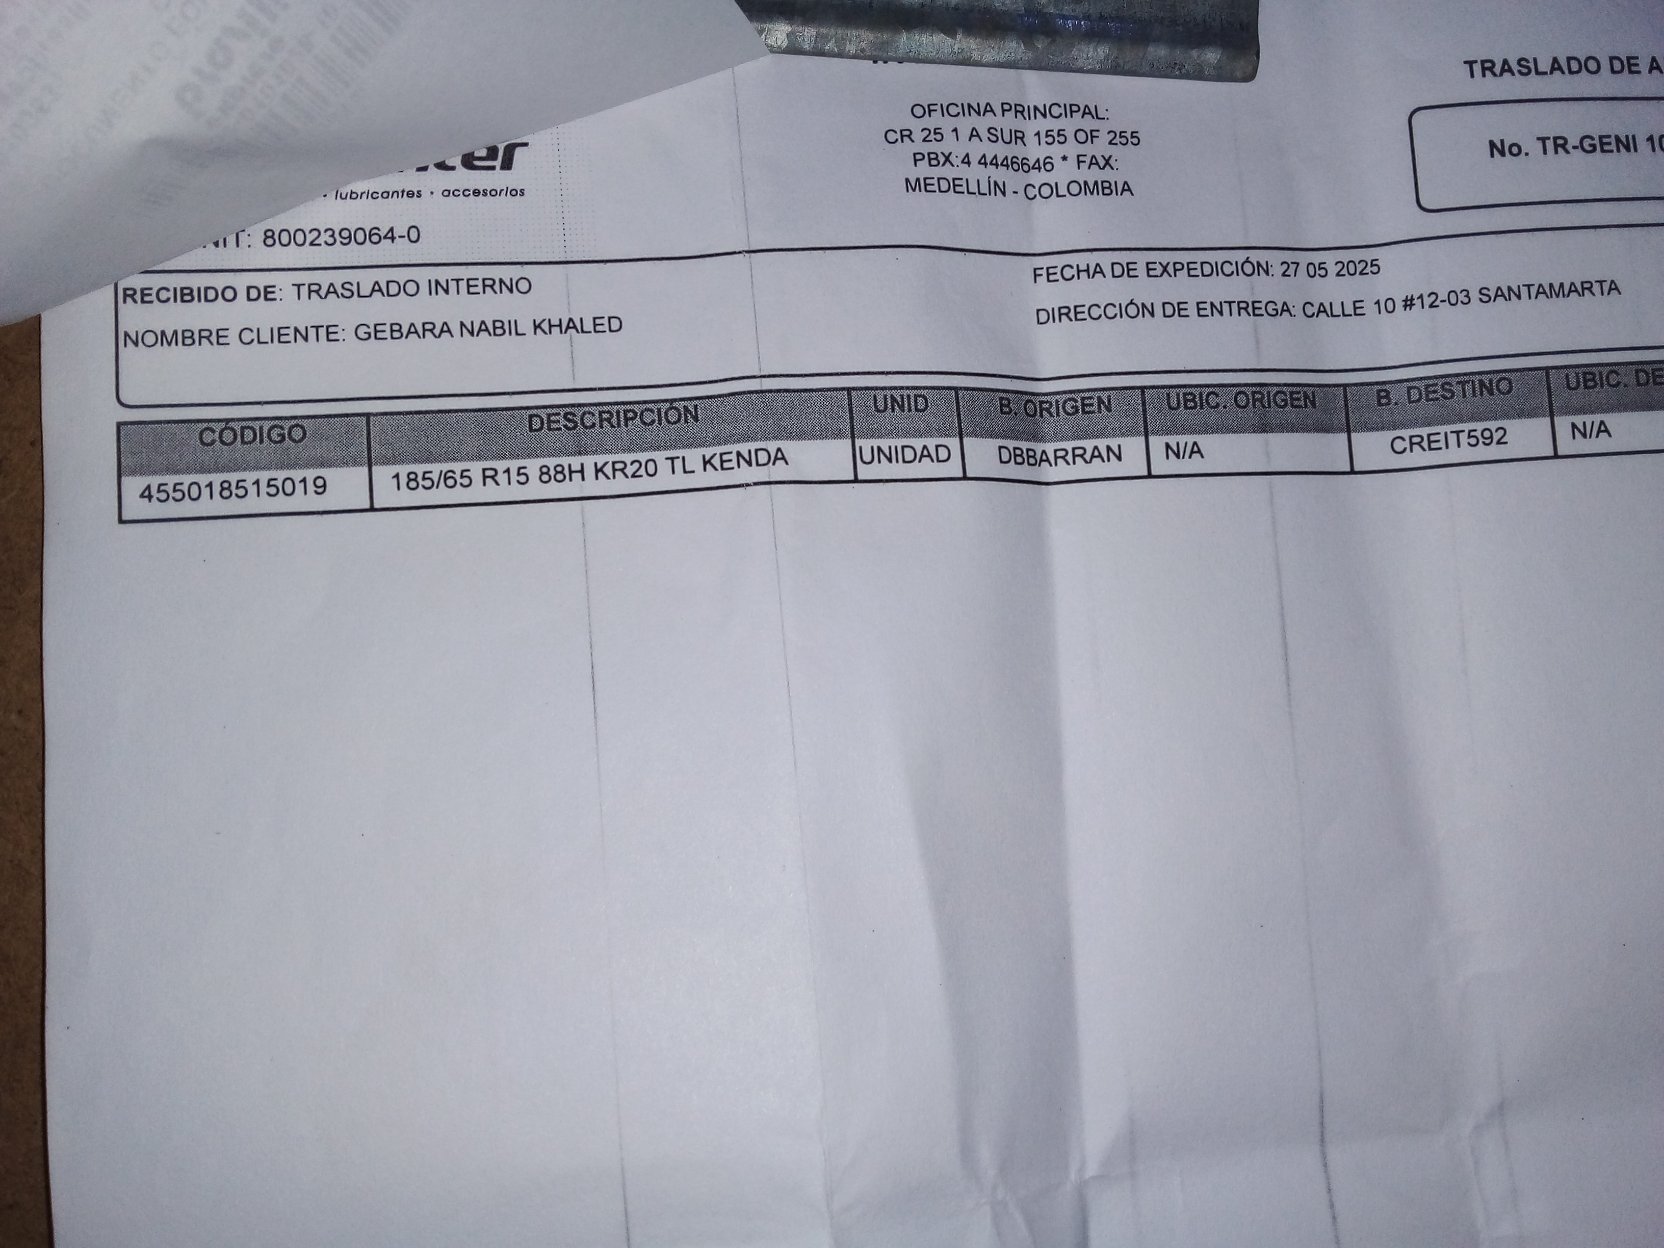 TRASLADO DE A
OFICINA PRINCIPAL:
CR 25 1 A SUR 155 OF 255
PBX:4 4446646 * FAX:
MEDELLÍN - COLOMBIA
No. TR-GENI 10
lubricantes • accesorios
NIT: 800239064-0
RECIBIDO DE: TRASLADO INTERNO
NOMBRE CLIENTE: GEBARA NABIL KHALED
FECHA DE EXPEDICIÓN: 27 05 2025
DIRECCIÓN DE ENTREGA: CALLE 10 #12-03 SANTAMARTA
CÓDIGO DESCRIPCIÓN UNID B. ORIGEN UBIC. ORIGEN B. DESTINO UBIC. DE
455018515019 185/65 R15 88H KR20 TL KENDA UNIDAD DBBARRAN N/A CREIT592 N/A